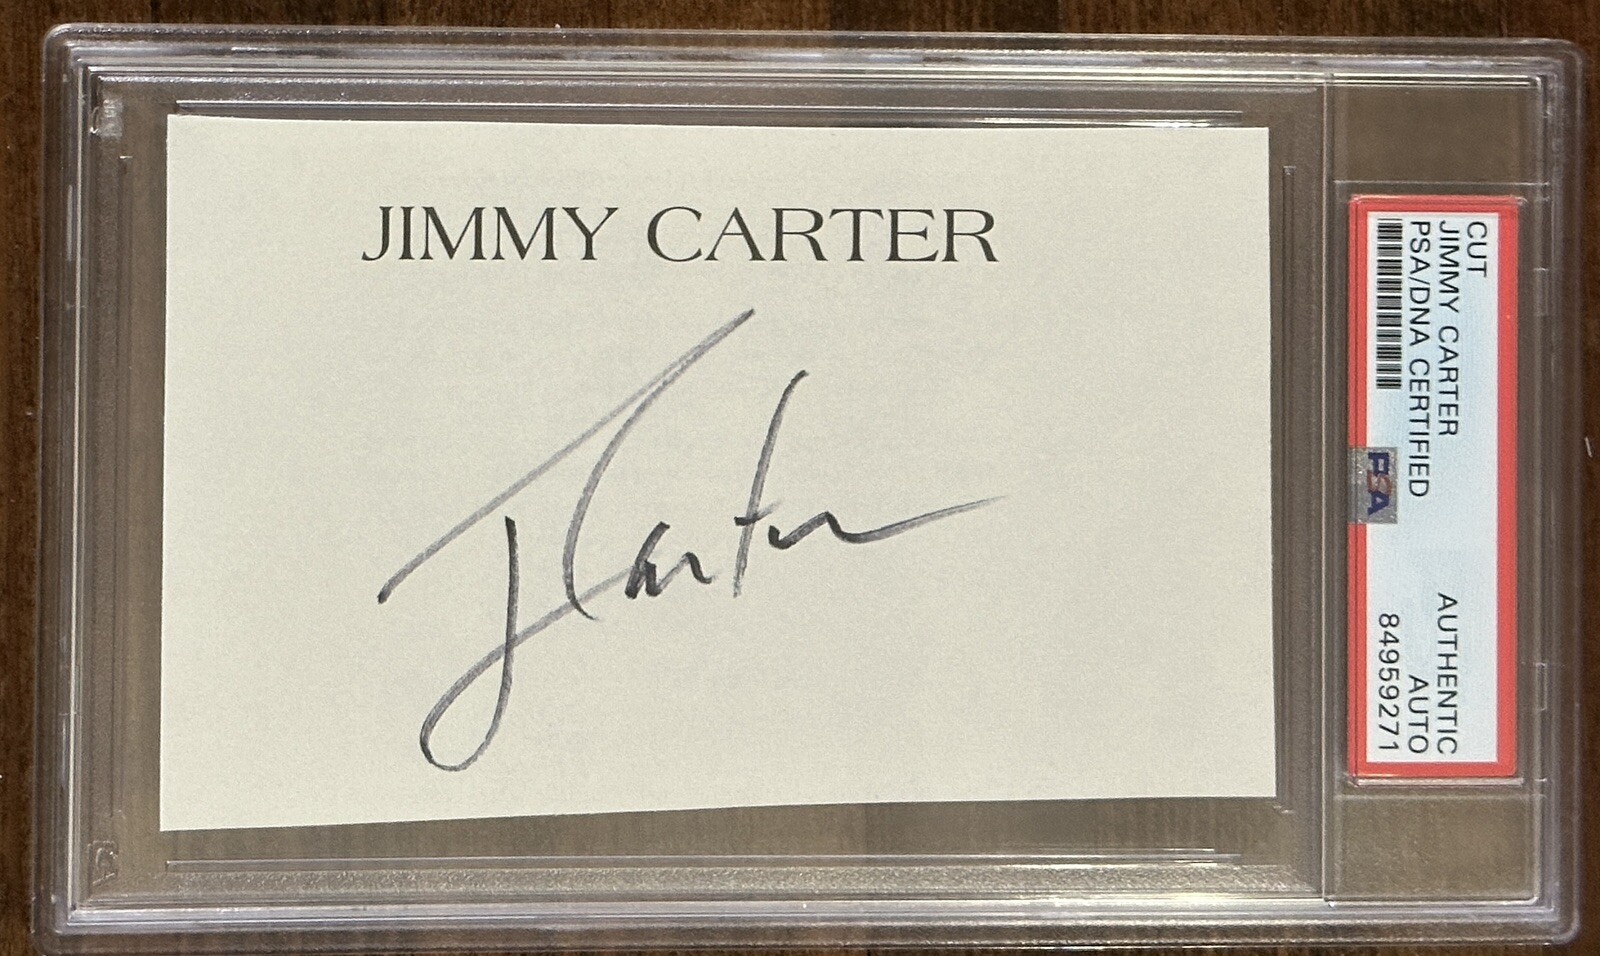 JIMMY CARTER
J Carter
CUT
JIMMY CARTER
PSA/DNA CERTIFIED
AUTHENTIC
AUTO
84959271
PSA